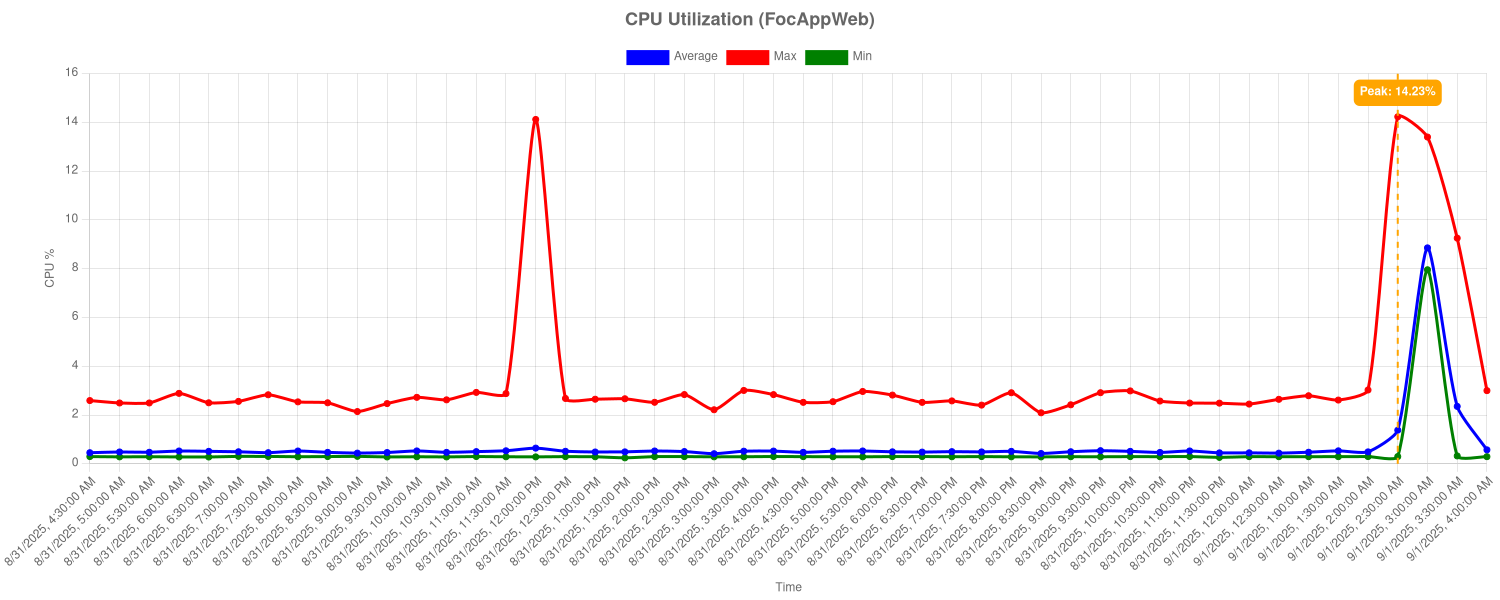 CPU Utilization (FocAppWeb)
Average Max Min
16
Peak: 14.23%
14
12
10
8
6
4
2
0
CPU %
8/31/2025, 4:30:00 AM
8/31/2025, 5:00:00 AM
8/31/2025, 5:30:00 AM
8/31/2025, 6:00:00 AM
8/31/2025, 6:30:00 AM
8/31/2025, 7:00:00 AM
8/31/2025, 7:30:00 AM
8/31/2025, 8:00:00 AM
8/31/2025, 8:30:00 AM
8/31/2025, 9:00:00 AM
8/31/2025, 9:30:00 AM
8/31/2025, 10:00:00 AM
8/31/2025, 10:30:00 AM
8/31/2025, 11:00:00 AM
8/31/2025, 11:30:00 AM
8/31/2025, 12:00:00 PM
8/31/2025, 12:30:00 PM
8/31/2025, 1:00:00 PM
8/31/2025, 1:30:00 PM
8/31/2025, 2:00:00 PM
8/31/2025, 2:30:00 PM
8/31/2025, 3:00:00 PM
8/31/2025, 3:30:00 PM
8/31/2025, 4:00:00 PM
8/31/2025, 4:30:00 PM
8/31/2025, 5:00:00 PM
8/31/2025, 5:30:00 PM
8/31/2025, 6:00:00 PM
8/31/2025, 6:30:00 PM
8/31/2025, 7:00:00 PM
8/31/2025, 7:30:00 PM
8/31/2025, 8:00:00 PM
8/31/2025, 8:30:00 PM
8/31/2025, 9:00:00 PM
8/31/2025, 9:30:00 PM
8/31/2025, 10:00:00 PM
8/31/2025, 10:30:00 PM
8/31/2025, 11:00:00 PM
8/31/2025, 11:30:00 PM
9/1/2025, 12:00:00 AM
9/1/2025, 12:30:00 AM
9/1/2025, 1:00:00 AM
9/1/2025, 1:30:00 AM
9/1/2025, 2:00:00 AM
9/1/2025, 2:30:00 AM
9/1/2025, 3:00:00 AM
9/1/2025, 3:30:00 AM
9/1/2025, 4:00:00 AM
Time